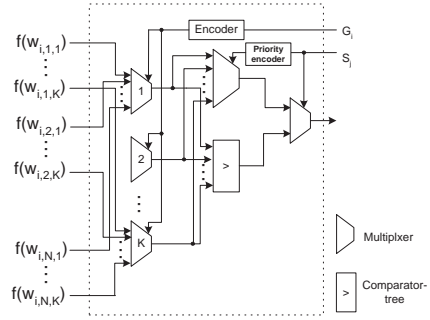 Encoder
G_i
f(w_{i,1,1})
Priority
encoder
S_i
f(w_{i,1,K})
1
f(w_{i,2,1})
2
>
f(w_{i,2,K})
Multiplxer
K
f(w_{i,N,1})
>
Comparator-
tree
f(w_{i,N,K})